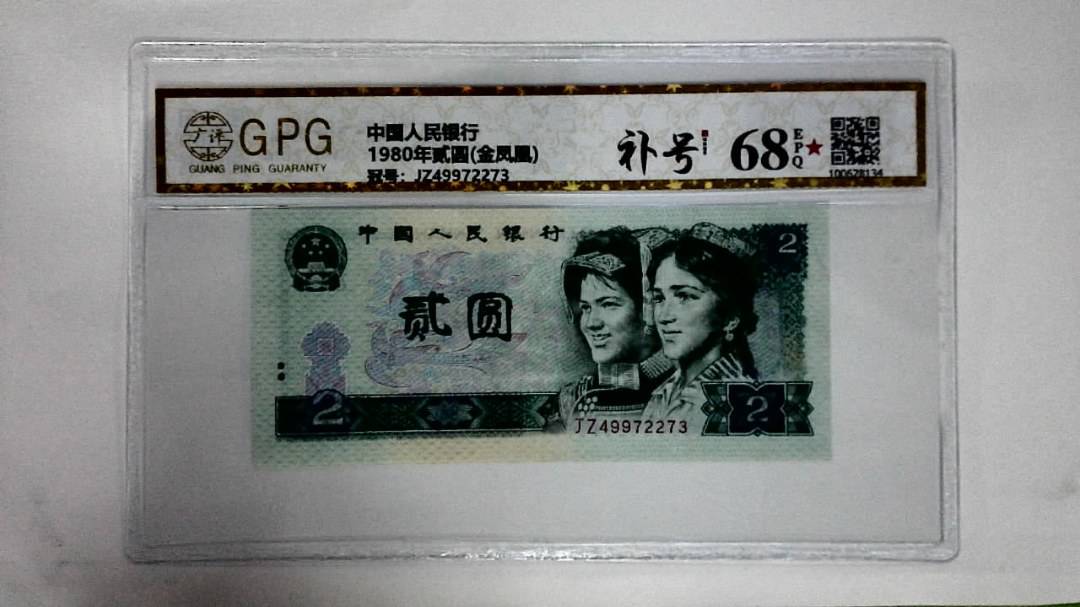 广评
GPG
GUANG PING GUARANTY
中国人民银行
1980年贰圆(金凤凰)
冠号: JZ49972273
补号
68
EPQ
100628134
中国人民银行
2
贰圆
2
2
JZ49972273